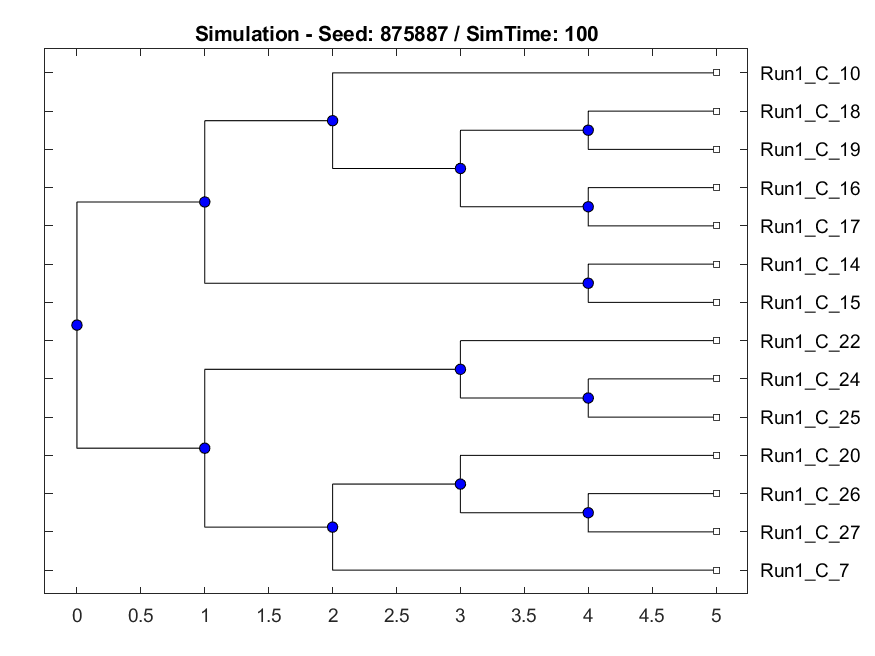 Simulation - Seed: 875887 / SimTime: 100
Run1_C_10
Run1_C_18
Run1_C_19
Run1_C_16
Run1_C_17
Run1_C_14
Run1_C_15
Run1_C_22
Run1_C_24
Run1_C_25
Run1_C_20
Run1_C_26
Run1_C_27
Run1_C_7
0 0.5 1 1.5 2 2.5 3 3.5 4 4.5 5